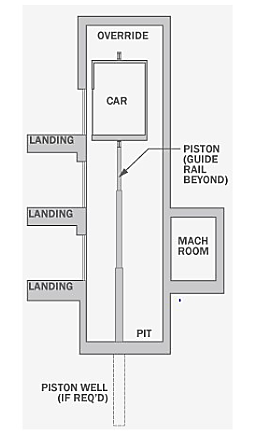 OVERRIDE
CAR
LANDING
PISTON
(GUIDE
RAIL
BEYOND)
LANDING
MACH
ROOM
LANDING
PIT
PISTON WELL
(IF REQ'D)